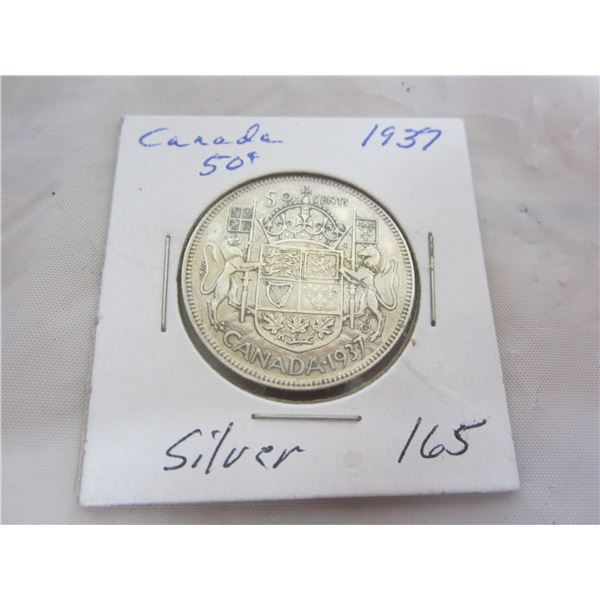 Canada 1937
50¢
50 CENTS
CANADA·1937
Silver 165